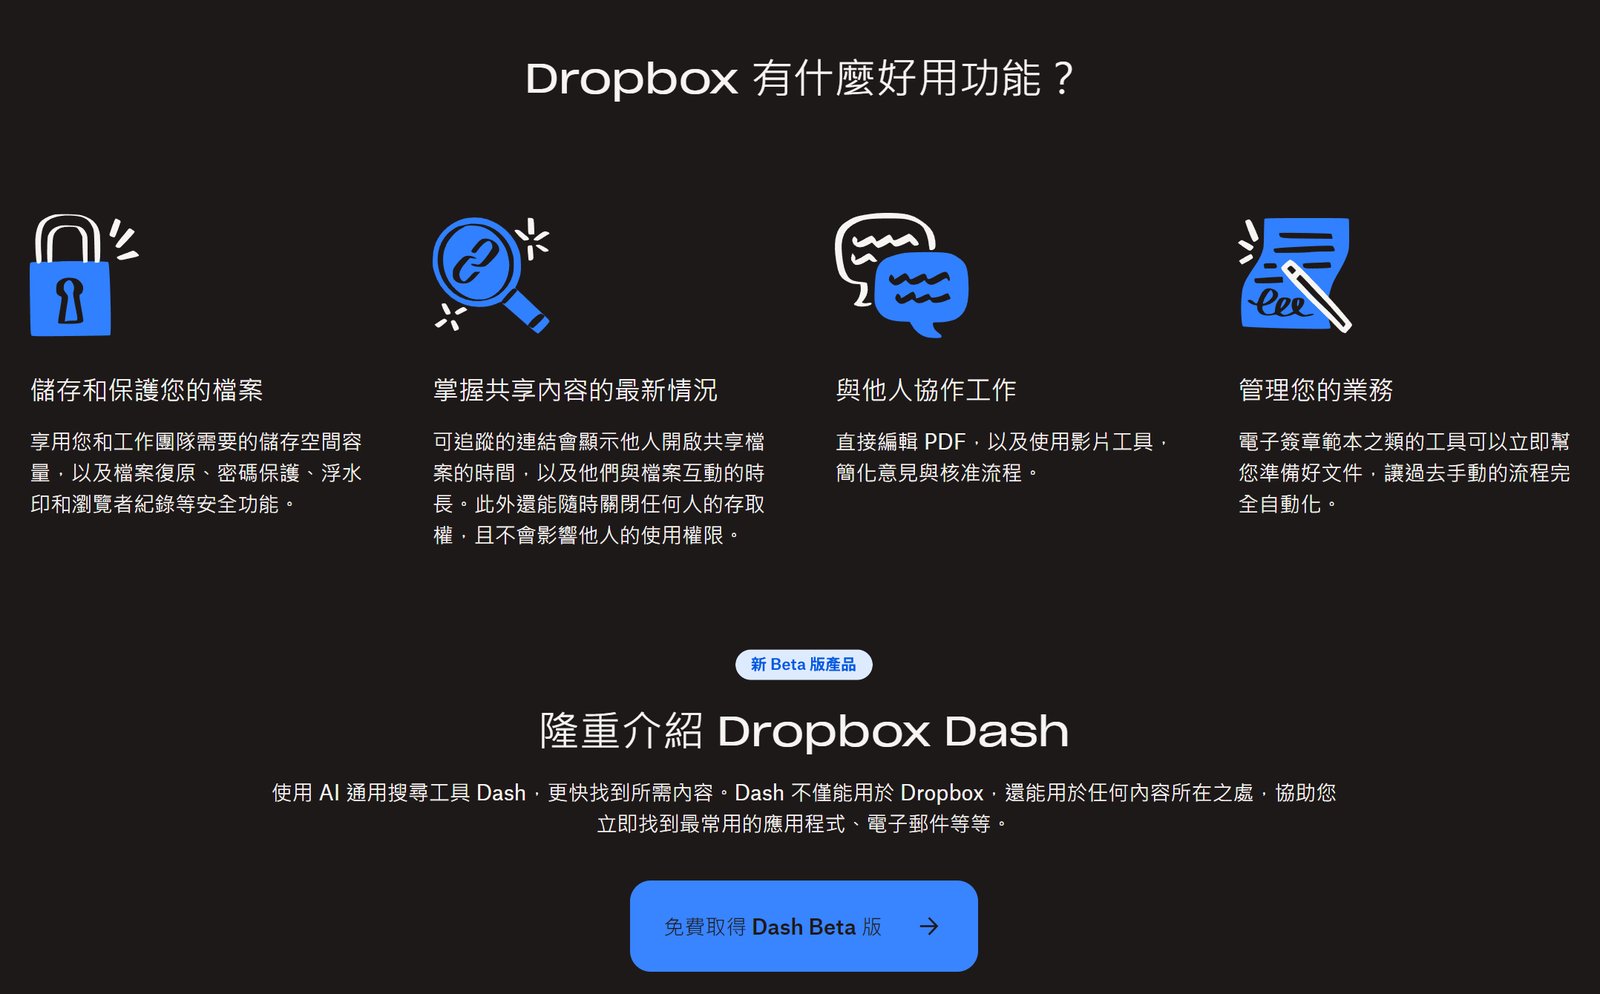 Dropbox 有什麼好用功能？
儲存和保護您的檔案
享用您和工作團隊需要的儲存空間容
量，以及檔案復原、密碼保護、浮水
印和瀏覽者紀錄等安全功能。
掌握共享內容的最新情況
可追蹤的連結會顯示他人開啟共享檔
案的時間，以及他們與檔案互動的時
長。此外還能隨時關閉任何人的存取
權，且不會影響他人的使用權限。
與他人協作工作
直接編輯 PDF，以及使用影片工具，
簡化意見與核准流程。
管理您的業務
電子簽章範本之類的工具可以立即幫
您準備好文件，讓過去手動的流程完
全自動化。
新 Beta 版產品
隆重介紹 Dropbox Dash
使用 AI 通用搜尋工具 Dash，更快找到所需內容。Dash 不僅能用於 Dropbox，還能用於任何內容所在之處，協助您
立即找到最常用的應用程式、電子郵件等等。
免費取得 Dash Beta 版